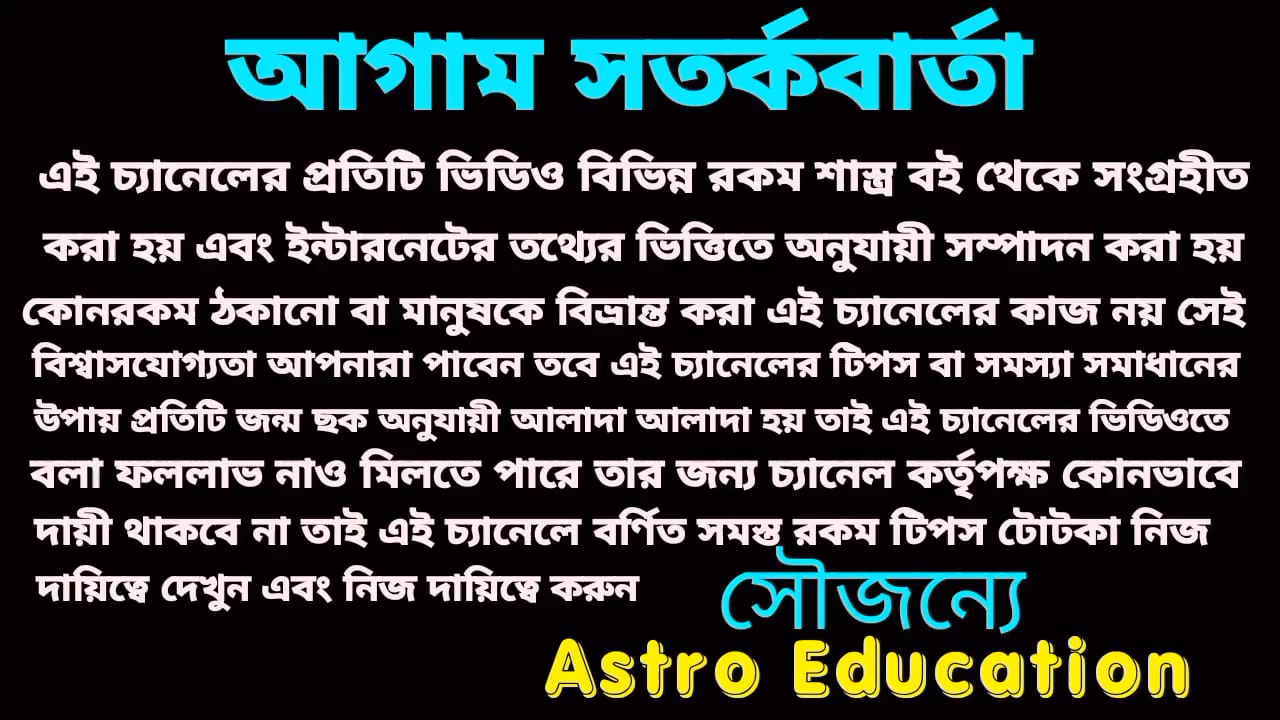 আগাম সতর্কবার্তা
এই চ্যানেলের প্রতিটি ভিডিও বিভিন্ন রকম শাস্ত্র বই থেকে সংগ্রহীত
করা হয় এবং ইন্টারনেটের তথ্যের ভিত্তিতে অনুযায়ী সম্পাদন করা হয়
কোনরকম ঠকানো বা মানুষকে বিভ্রান্ত করা এই চ্যানেলের কাজ নয় সেই
বিশ্বাসযোগ্যতা আপনারা পাবেন তবে এই চ্যানেলের টিপস বা সমস্যা সমাধানের
উপায় প্রতিটি জন্ম ছক অনুযায়ী আলাদা আলাদা হয় তাই এই চ্যানেলের ভিডিওতে
বলা ফললাভ নাও মিলতে পারে তার জন্য চ্যানেল কর্তৃপক্ষ কোনভাবে
দায়ী থাকবে না তাই এই চ্যানেলে বর্ণিত সমস্ত রকম টিপস টোটকা নিজ
দায়িত্বে দেখুন এবং নিজ দায়িত্বে করুন
সৌজন্যে
Astro Education